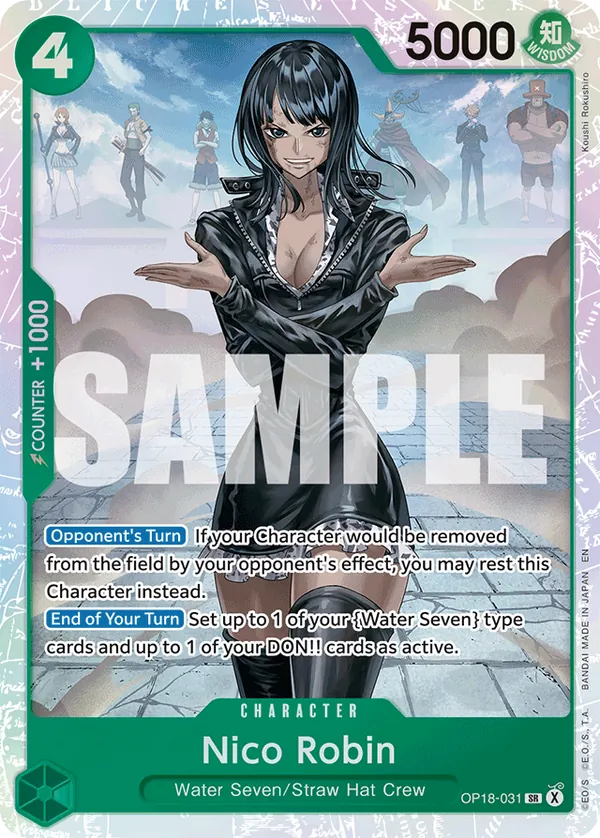 4
5000
知
WISDOM
Koushi Rokushiro
COUNTER +1000
SAMPLE
Opponent's Turn If your Character would be removed
from the field by your opponent's effect, you may rest this
Character instead.
End of Your Turn Set up to 1 of your {Water Seven} type
cards and up to 1 of your DON!! cards as active.
CHARACTER
Nico Robin
Water Seven/Straw Hat Crew
OP18-031 SR X
©E.O./S., T.A. BANDAI MADE IN JAPAN EN
©EO/S